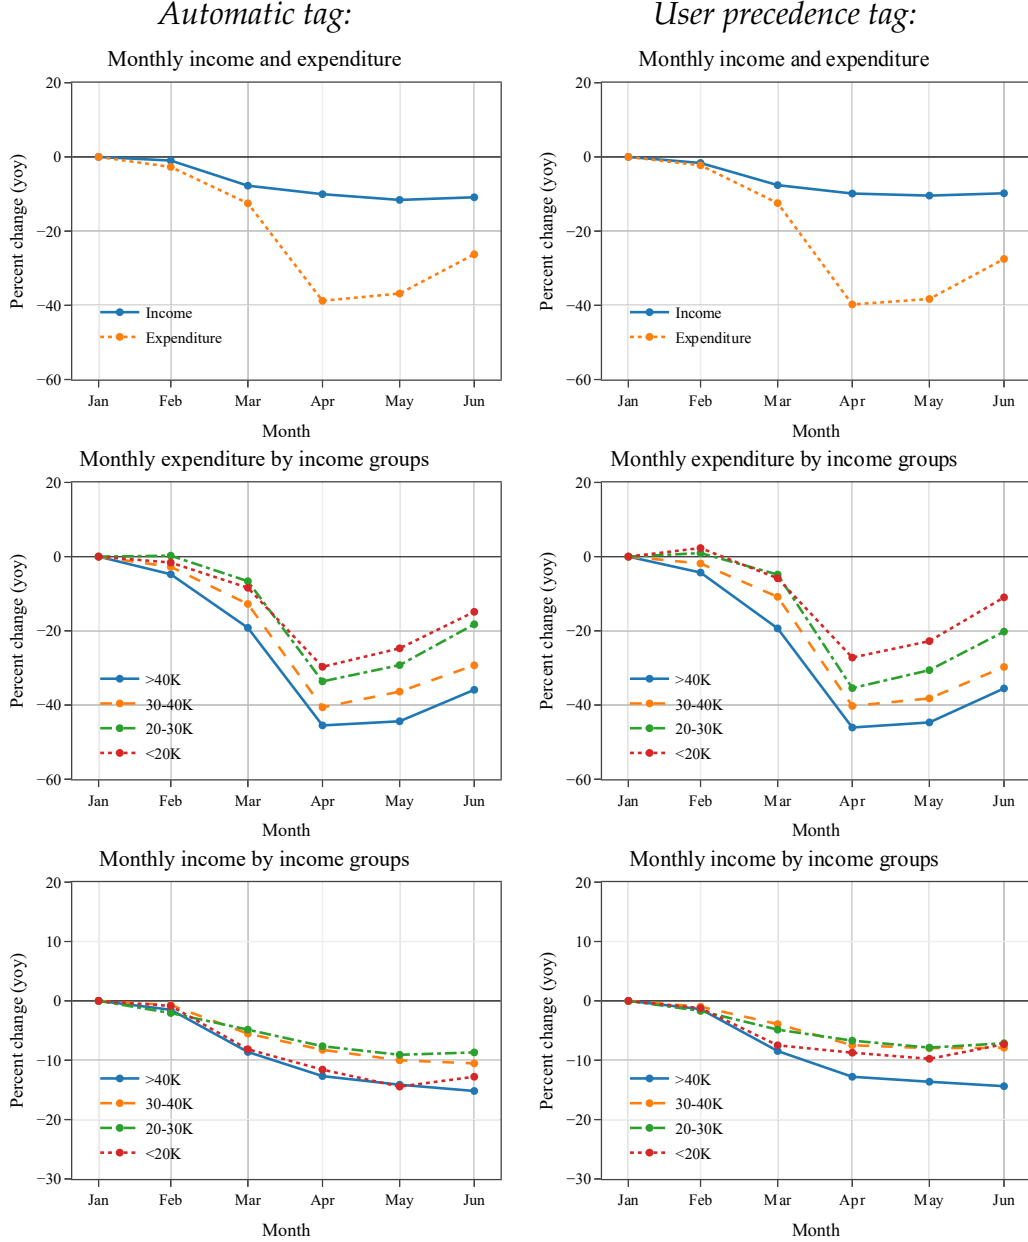 Automatic tag:
User precedence tag:
Monthly income and expenditure
Percent change (yoy)
20
0
−20
−40
−60
Income
Expenditure
Jan Feb Mar Apr May Jun
Month
Monthly income and expenditure
Percent change (yoy)
20
0
−20
−40
−60
Income
Expenditure
Jan Feb Mar Apr May Jun
Month
Monthly expenditure by income groups
Percent change (yoy)
20
0
−20
−40
−60
>40K
30-40K
20-30K
<20K
Jan Feb Mar Apr May Jun
Month
Monthly expenditure by income groups
Percent change (yoy)
20
0
−20
−40
−60
>40K
30-40K
20-30K
<20K
Jan Feb Mar Apr May Jun
Month
Monthly income by income groups
Percent change (yoy)
20
10
0
−10
−20
−30
>40K
30-40K
20-30K
<20K
Jan Feb Mar Apr May Jun
Month
Monthly income by income groups
Percent change (yoy)
20
10
0
−10
−20
−30
>40K
30-40K
20-30K
<20K
Jan Feb Mar Apr May Jun
Month